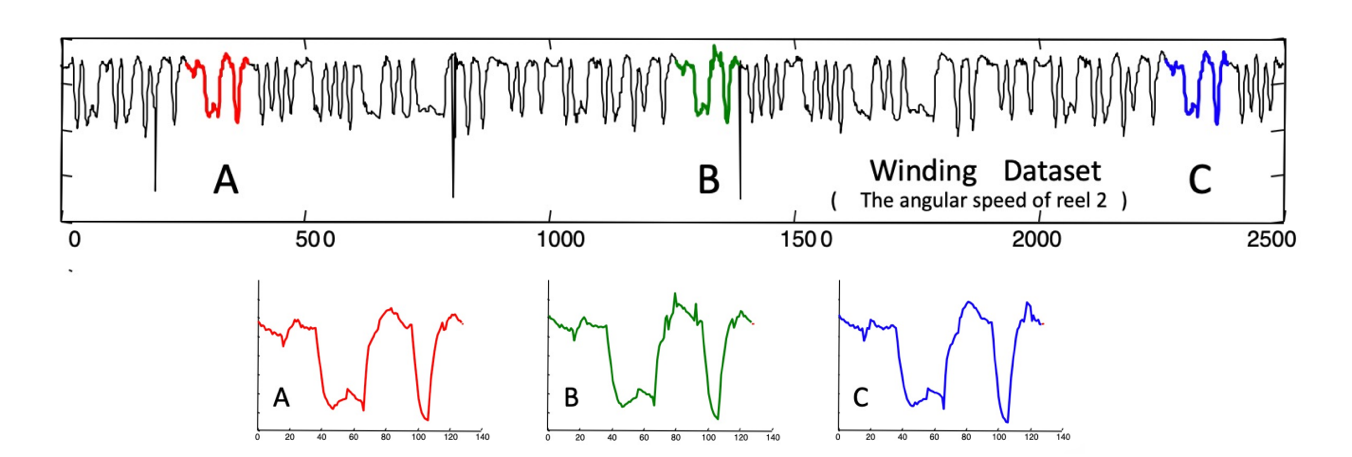 A B C
Winding Dataset
( The angular speed of reel 2 )
0 500 1000 1500 2000 2500
A B C
0 20 40 60 80 100 120 140 0 20 40 60 80 100 120 140 0 20 40 60 80 100 120 140